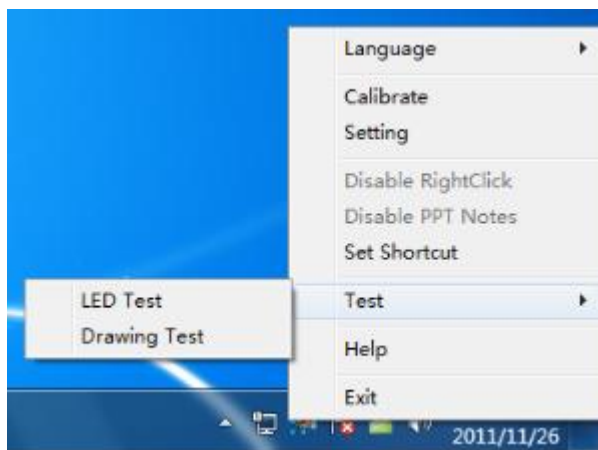 Language
Calibrate
Setting
Disable RightClick
Disable PPT Notes
Set Shortcut
Test
LED Test
Drawing Test
Help
Exit
2011/11/26